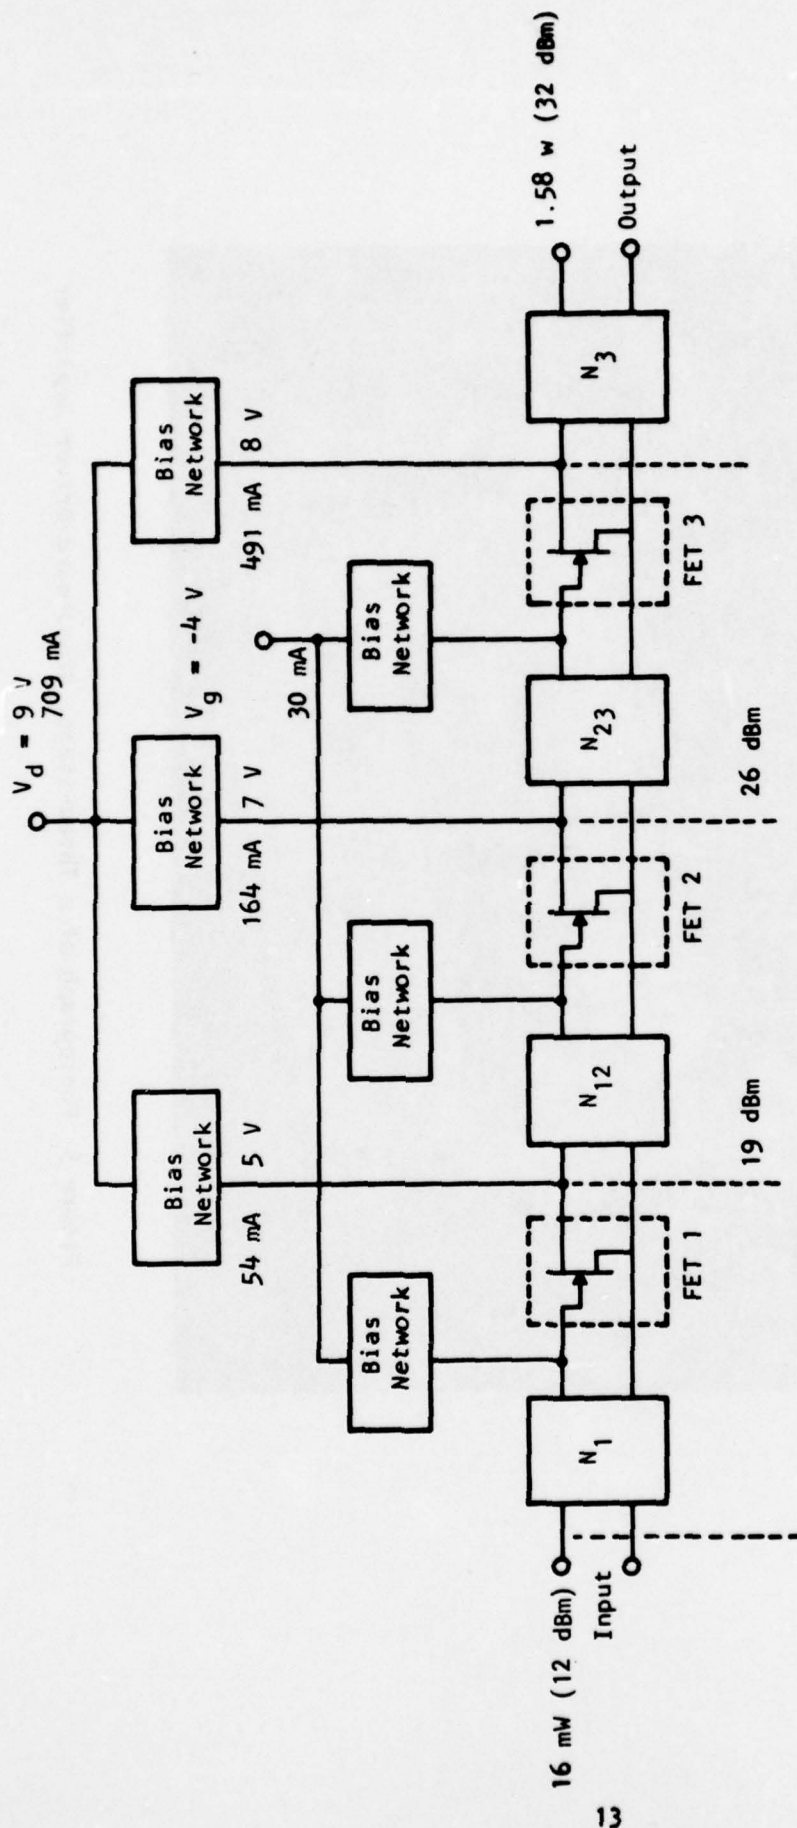 V_d = 9 V
709 mA
Bias
Network
Bias
Network
Bias
Network
54 mA 5 V
164 mA 7 V
491 mA 8 V
V_g = -4 V
30 mA
Bias
Network
Bias
Network
Bias
Network
16 mW (12 dBm)
Input
N_1
FET 1
N_12
FET 2
N_23
FET 3
N_3
1.58 w (32 dBm)
Output
19 dBm
26 dBm
13